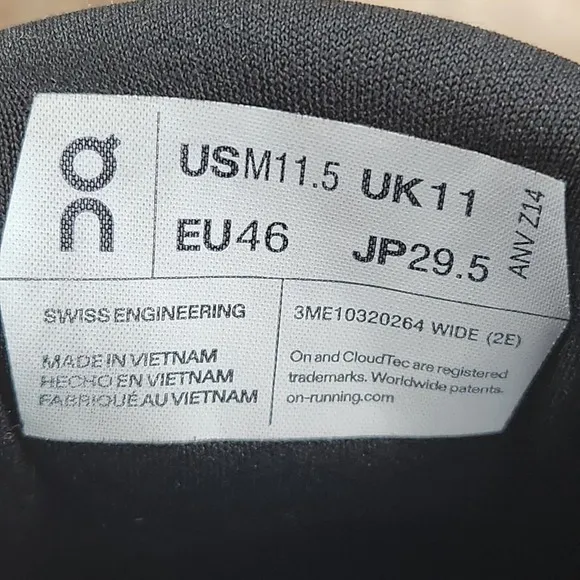 On
USM11.5 UK11
EU46 JP29.5
ANV Z14
SWISS ENGINEERING
MADE IN VIETNAM
HECHO EN VIETNAM
FABRIQUÉ AU VIETNAM
3ME10320264 WIDE (2E)
On and CloudTec are registered
trademarks. Worldwide patents.
on-running.com